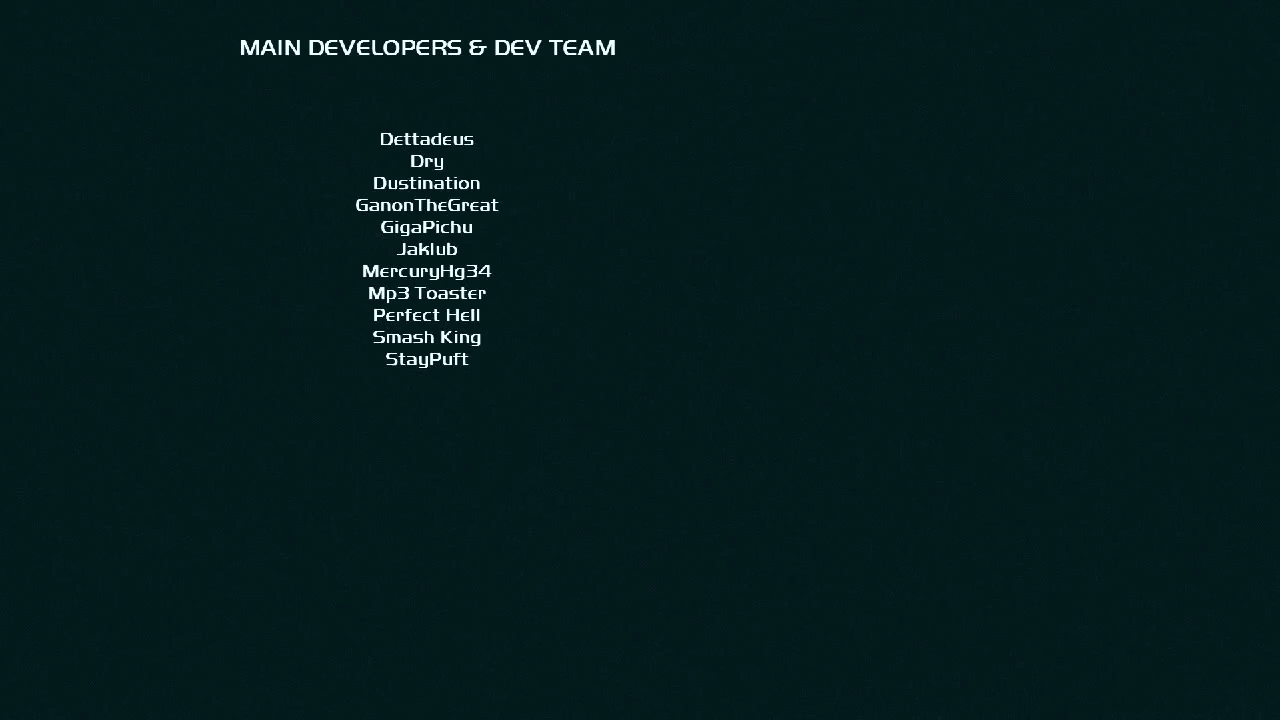 MAIN DEVELOPERS & DEV TEAM
Dettadeus
Dry
Dustination
GanonTheGreat
GigaPichu
Jaklub
MercuryHg34
Mp3 Toaster
Perfect Hell
Smash King
StayPuft